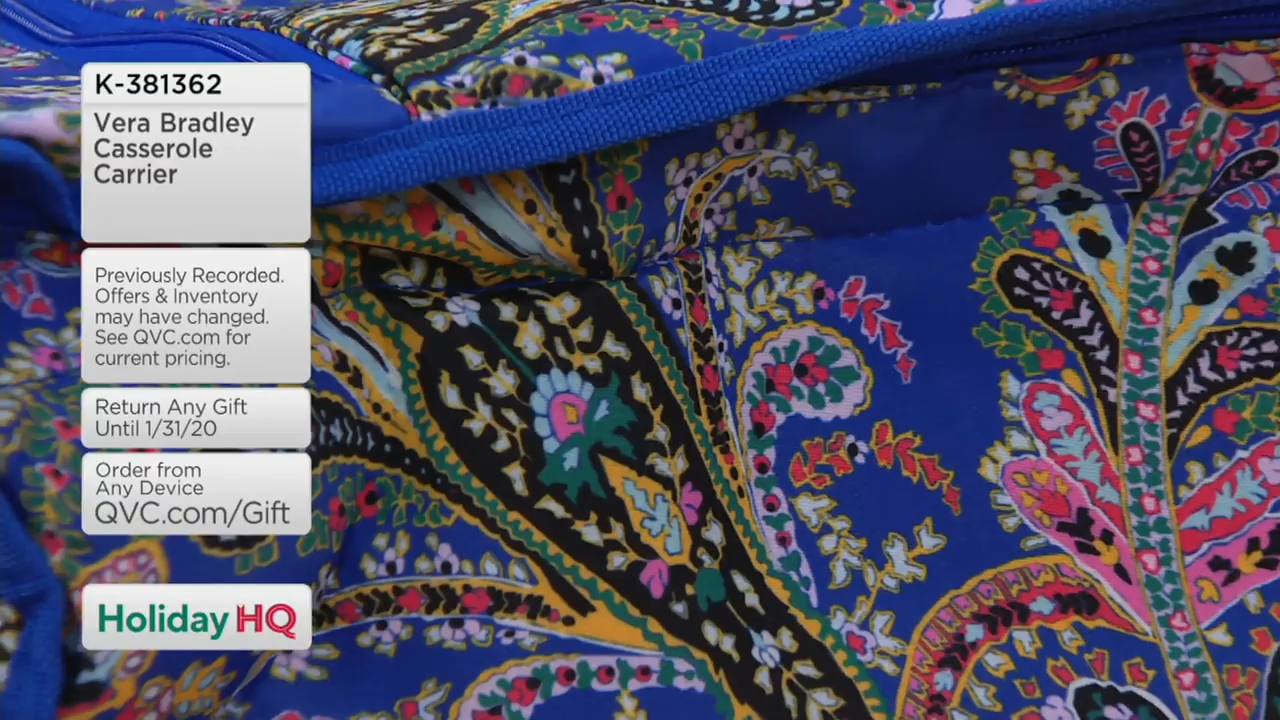 K-381362
Vera Bradley
Casserole
Carrier
Previously Recorded.
Offers & Inventory
may have changed.
See QVC.com for
current pricing.
Return Any Gift
Until 1/31/20
Order from
Any Device
QVC.com/Gift
Holiday HQ